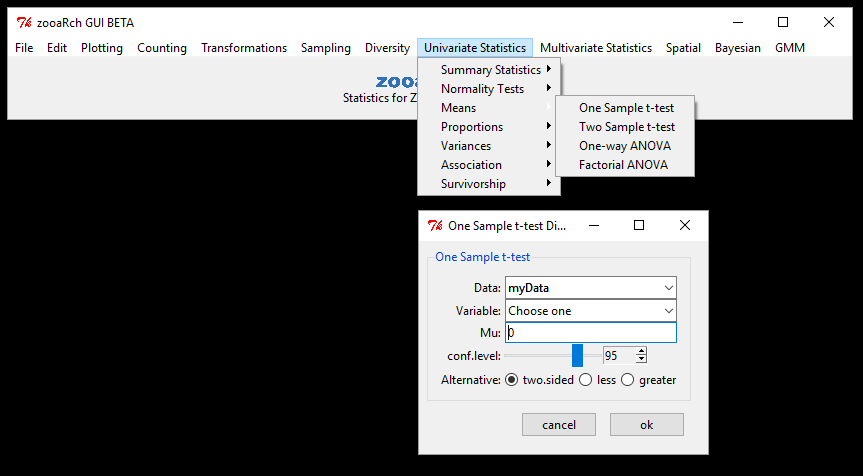 zooaRch GUI BETA
File Edit Plotting Counting Transformations Sampling Diversity Univariate Statistics Multivariate Statistics Spatial Bayesian GMM
Statistics for
Summary Statistics
Normality Tests
Means
Proportions
Variances
Association
Survivorship
One Sample t-test
Two Sample t-test
One-way ANOVA
Factorial ANOVA
One Sample t-test Di...
One Sample t-test
Data: myData
Variable: Choose one
Mu: 0
conf.level: 95
Alternative: two.sided less greater
cancel ok